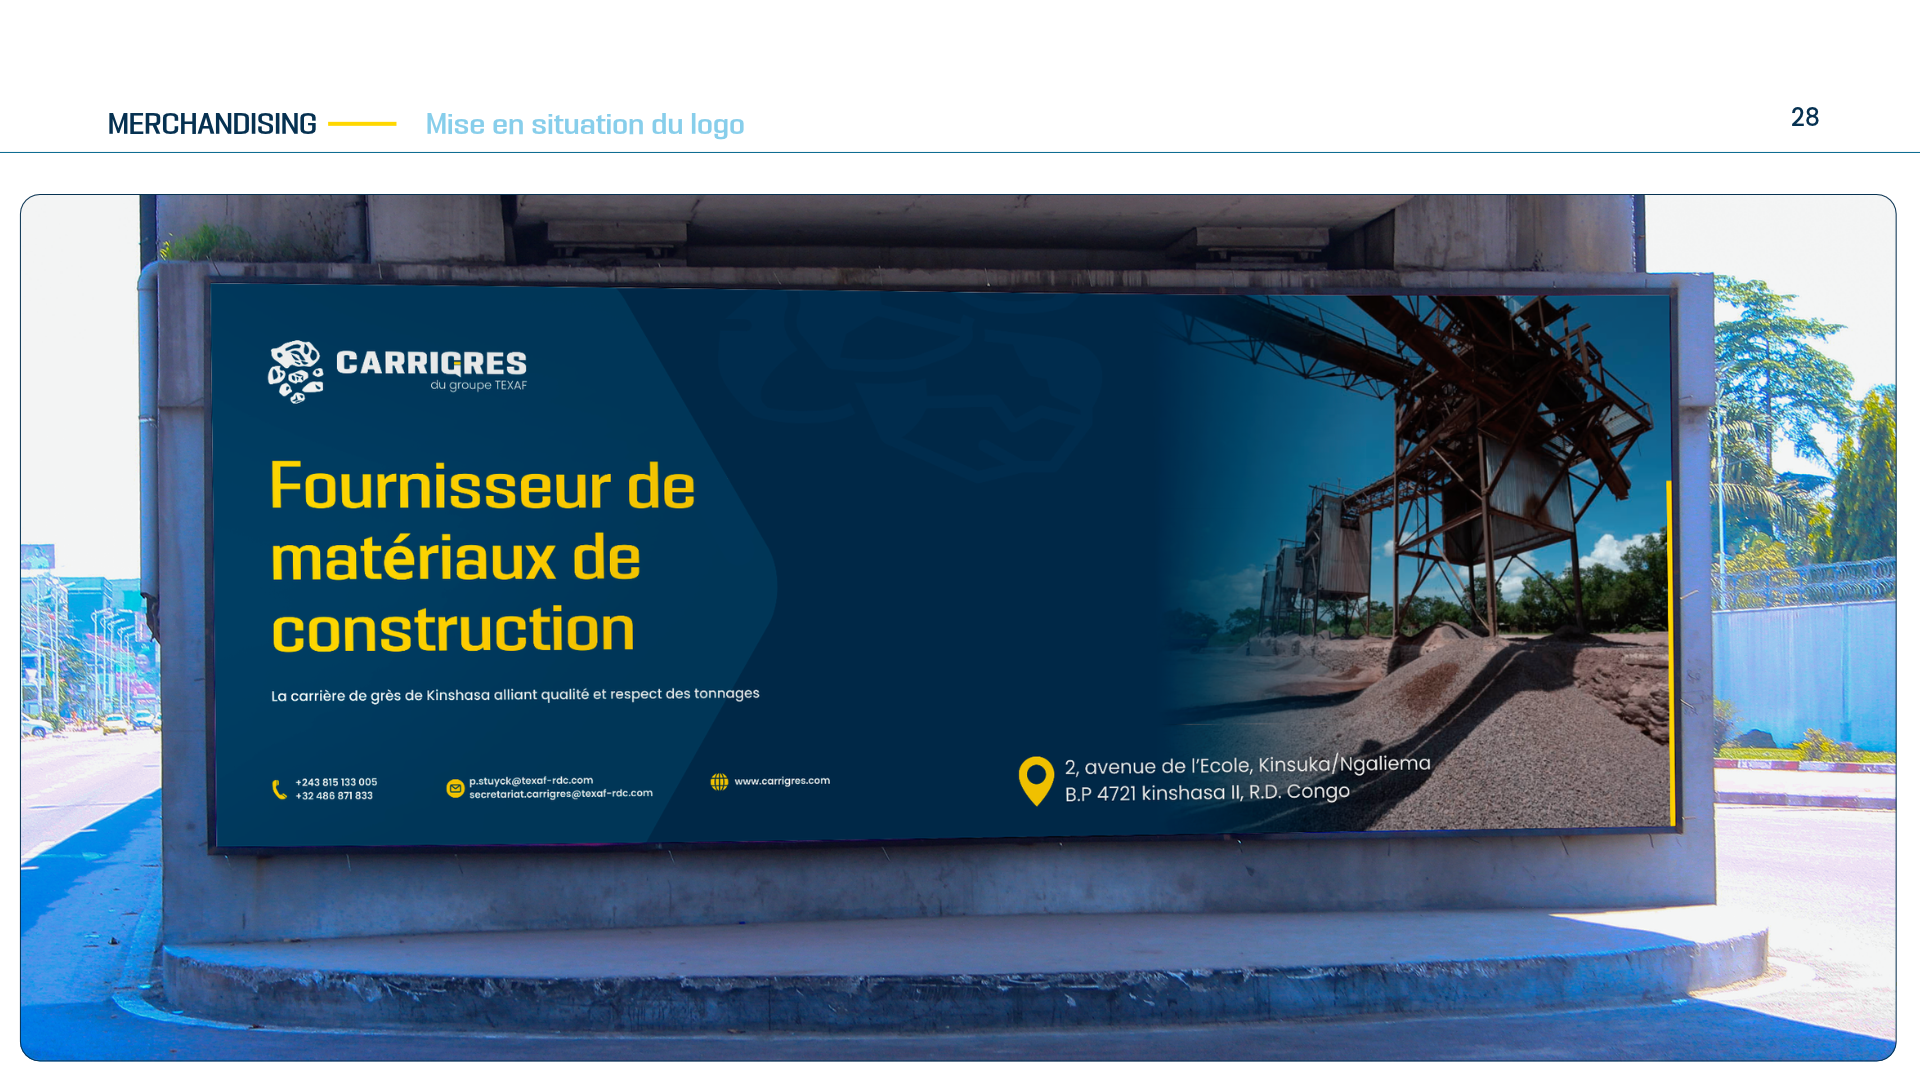 MERCHANDISING
Mise en situation du logo
28
CARRIGRES
du groupe TEXAF
Fournisseur de
matériaux de
construction
La carrière de grès de Kinshasa alliant qualité et respect des tonnages
+243 815 133 005
+32 486 871 833
p.stuyck@texaf-rdc.com
secretariat.carrigres@texaf-rdc.com
www.carrigres.com
2, avenue de l'Ecole, Kinsuka/Ngaliema
B.P 4721 kinshasa II, R.D. Congo